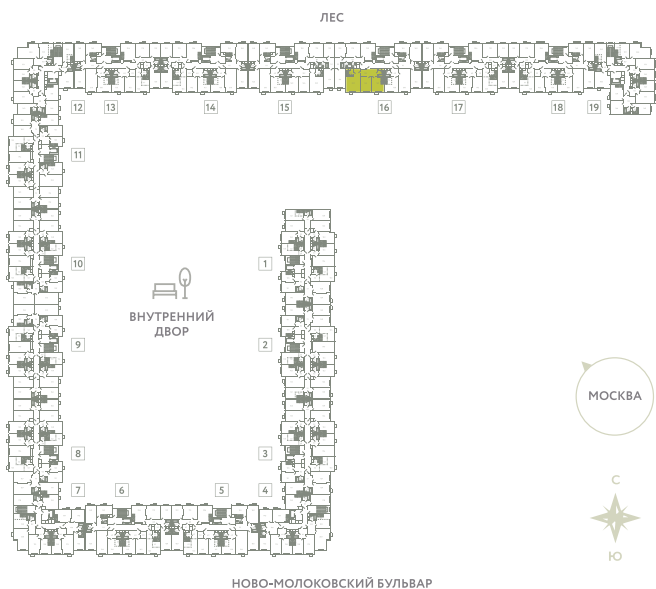 ЛЕС
12 13 14 15 16 17 18 19
11
10 1
ВНУТРЕННИЙ
ДВОР
9 2
МОСКВА
8 3
7 6 5 4
С
Ю
НОВО-МОЛОКОВСКИЙ БУЛЬВАР